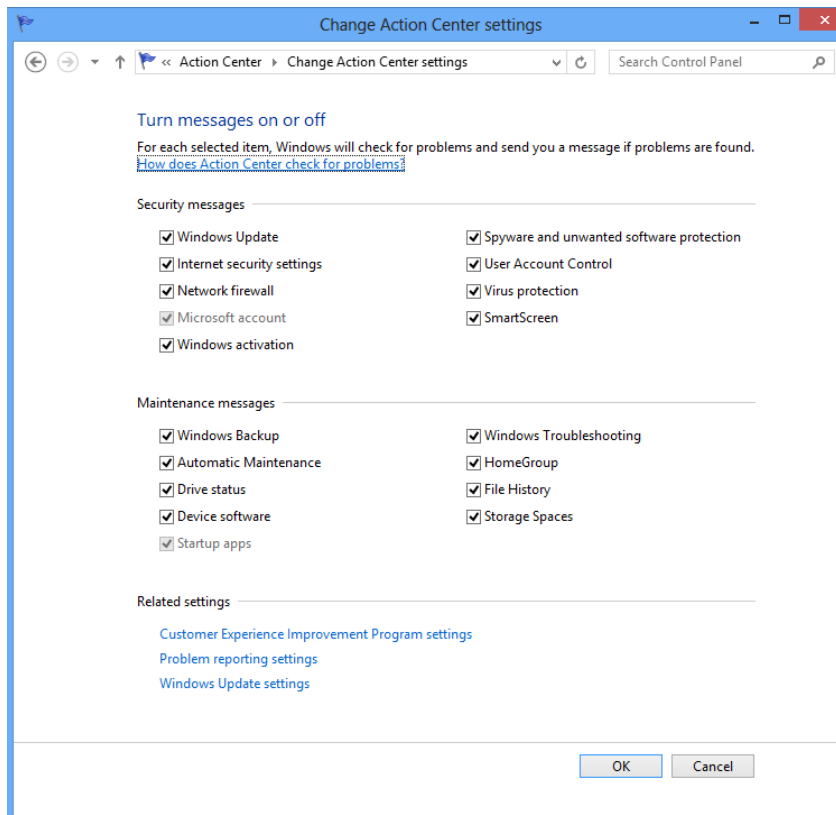 Change Action Center settings
« Action Center Change Action Center settings
Search Control Panel
Turn messages on or off
For each selected item, Windows will check for problems and send you a message if problems are found.
How does Action Center check for problems?
Security messages
Windows Update
Spyware and unwanted software protection
Internet security settings
User Account Control
Network firewall
Virus protection
Microsoft account
SmartScreen
Windows activation
Maintenance messages
Windows Backup
Windows Troubleshooting
Automatic Maintenance
HomeGroup
Drive status
File History
Device software
Storage Spaces
Startup apps
Related settings
Customer Experience Improvement Program settings
Problem reporting settings
Windows Update settings
OK
Cancel